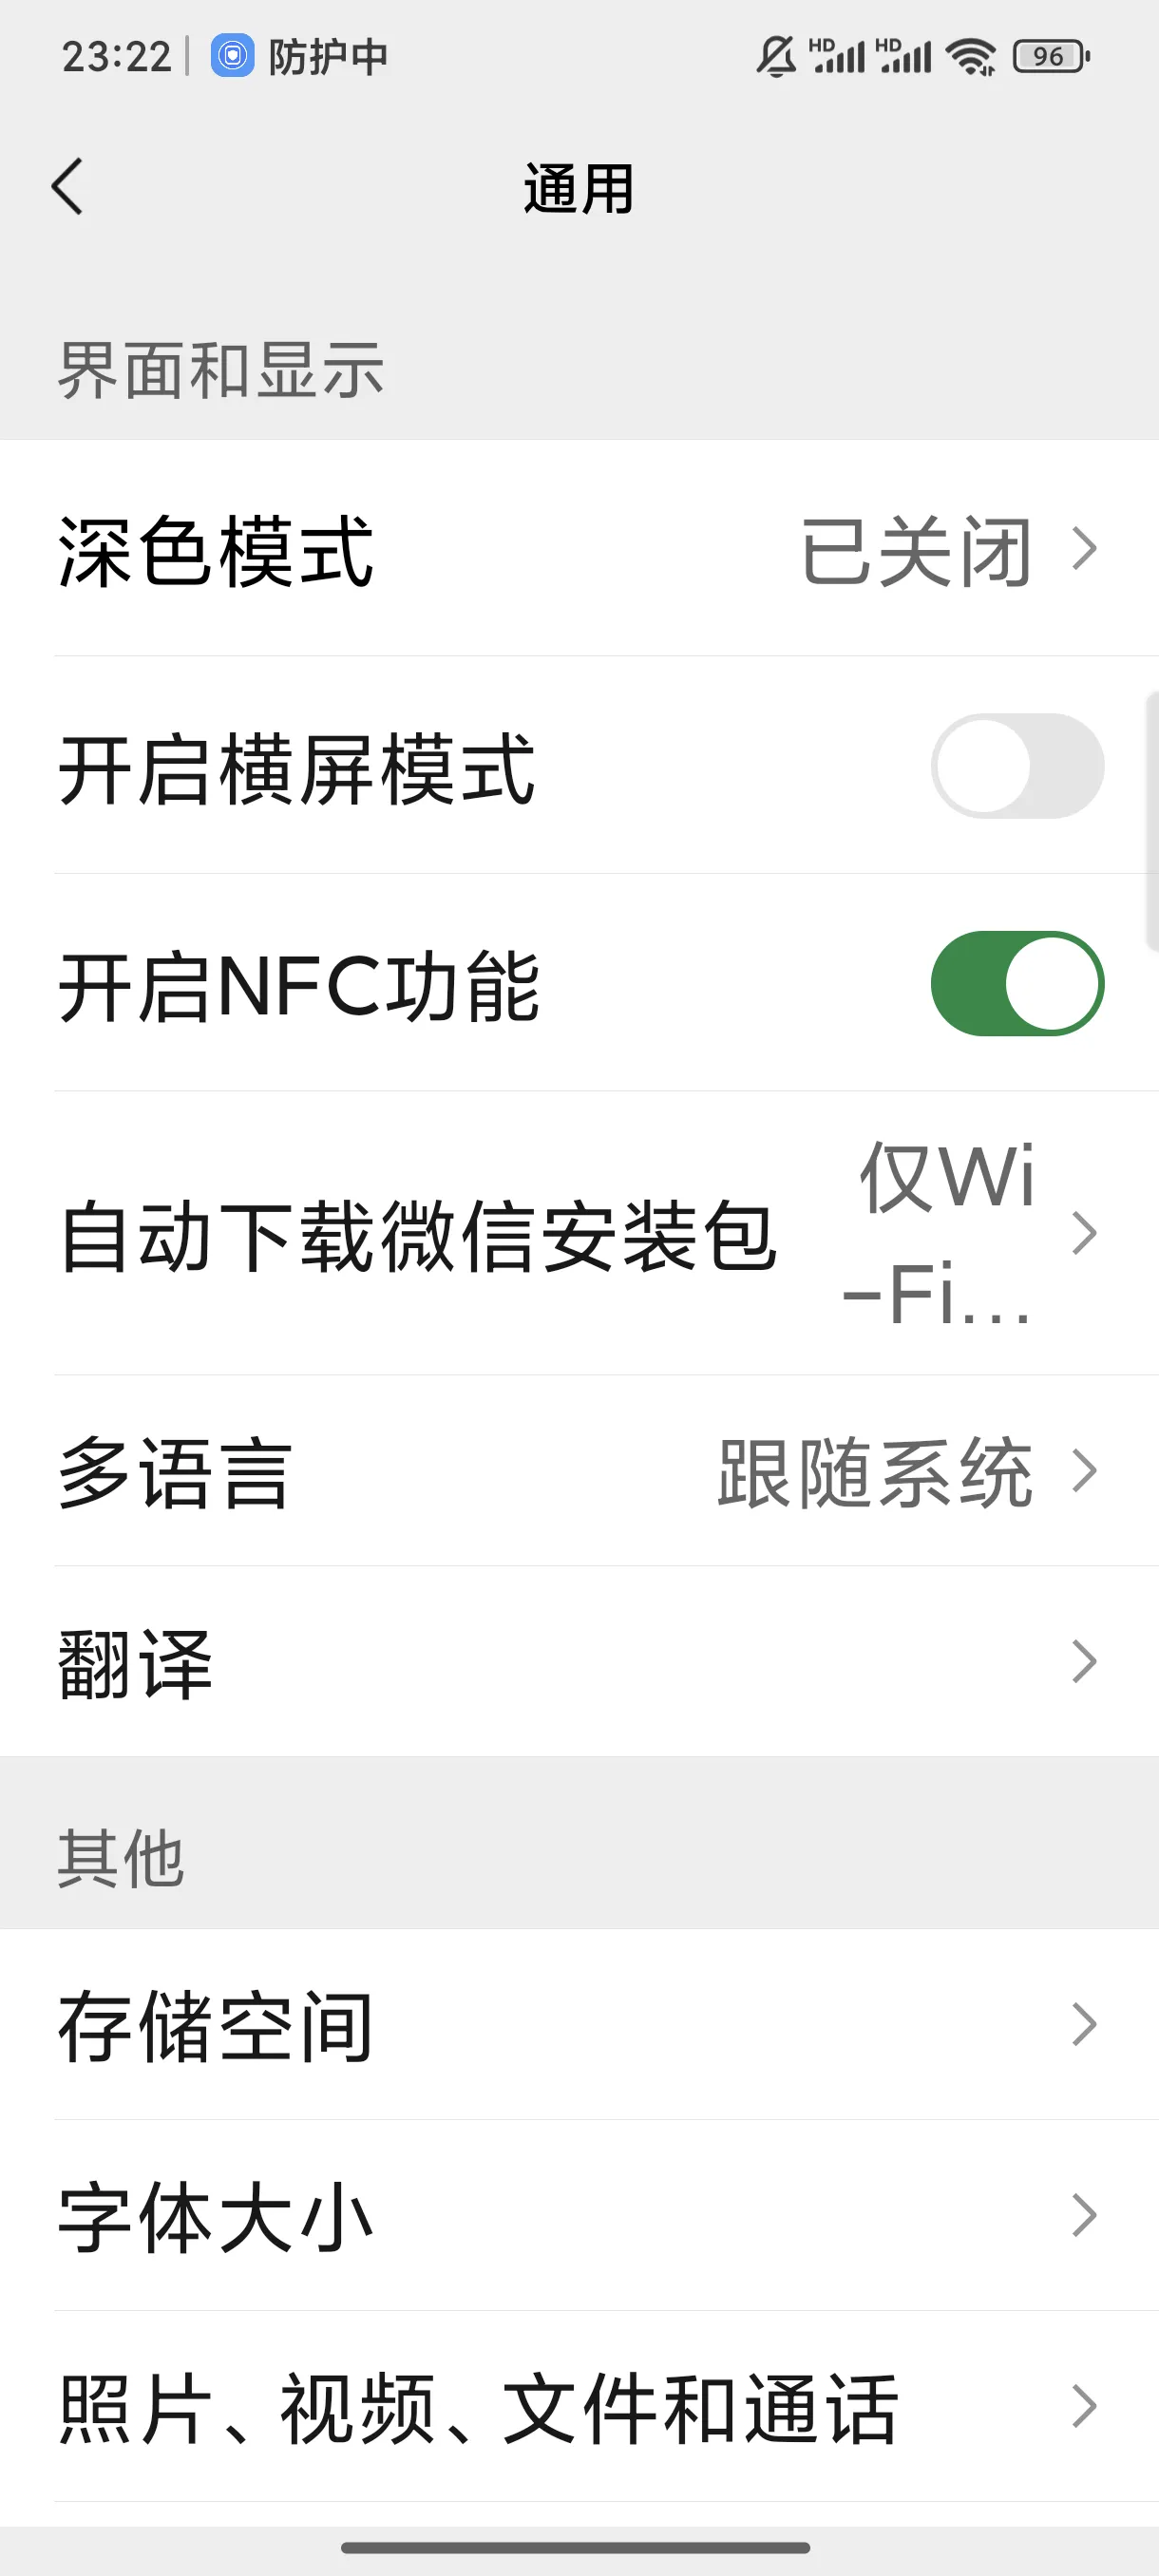 23:22 防护中 HD HD 96
通用
界面和显示
深色模式 已关闭
开启横屏模式
开启NFC功能
自动下载微信安装包 仅Wi
-Fi...
多语言 跟随系统
翻译
其他
存储空间
字体大小
照片、视频、文件和通话